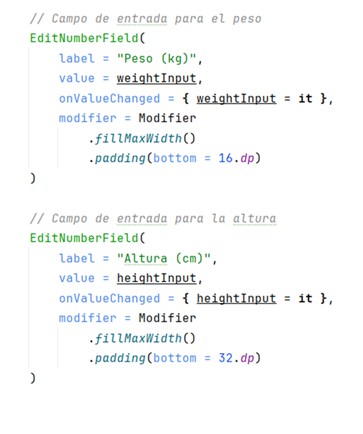 // Campo de entrada para el peso
EditNumberField(
    label = "Peso (kg)",
    value = weightInput,
    onValueChanged = { weightInput = it },
    modifier = Modifier
        .fillMaxWidth()
        .padding(bottom = 16.dp)
)
// Campo de entrada para la altura
EditNumberField(
    label = "Altura (cm)",
    value = heightInput,
    onValueChanged = { heightInput = it },
    modifier = Modifier
        .fillMaxWidth()
        .padding(bottom = 32.dp)
)